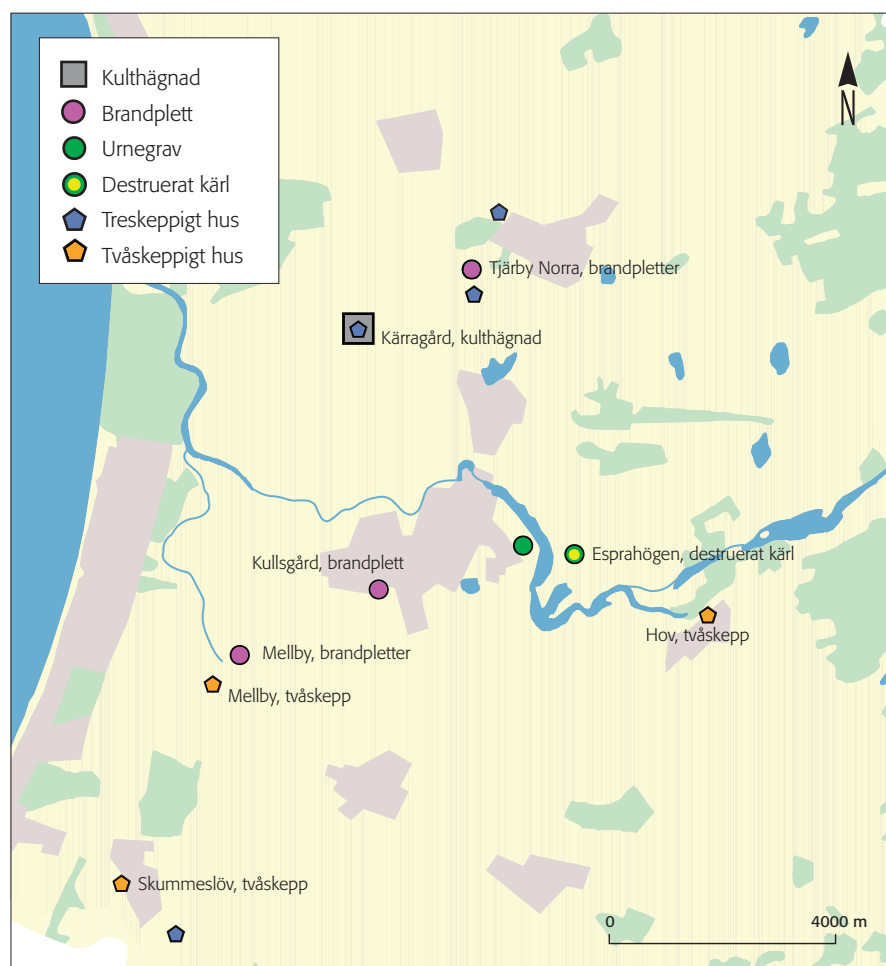 Kulthägnad
Brandplett
Urnegrav
Destruerat kärl
Treskeppigt hus
Tvåskeppigt hus
N
Tjärby Norra, brandpletter
Kärragård, kulthägnad
Kullsgård, brandplett
Esprahögen, destruerat kärl
Hov, tvåskepp
Mellby, brandpletter
Mellby, tvåskepp
Skummeslöv, tvåskepp
0 4000 m